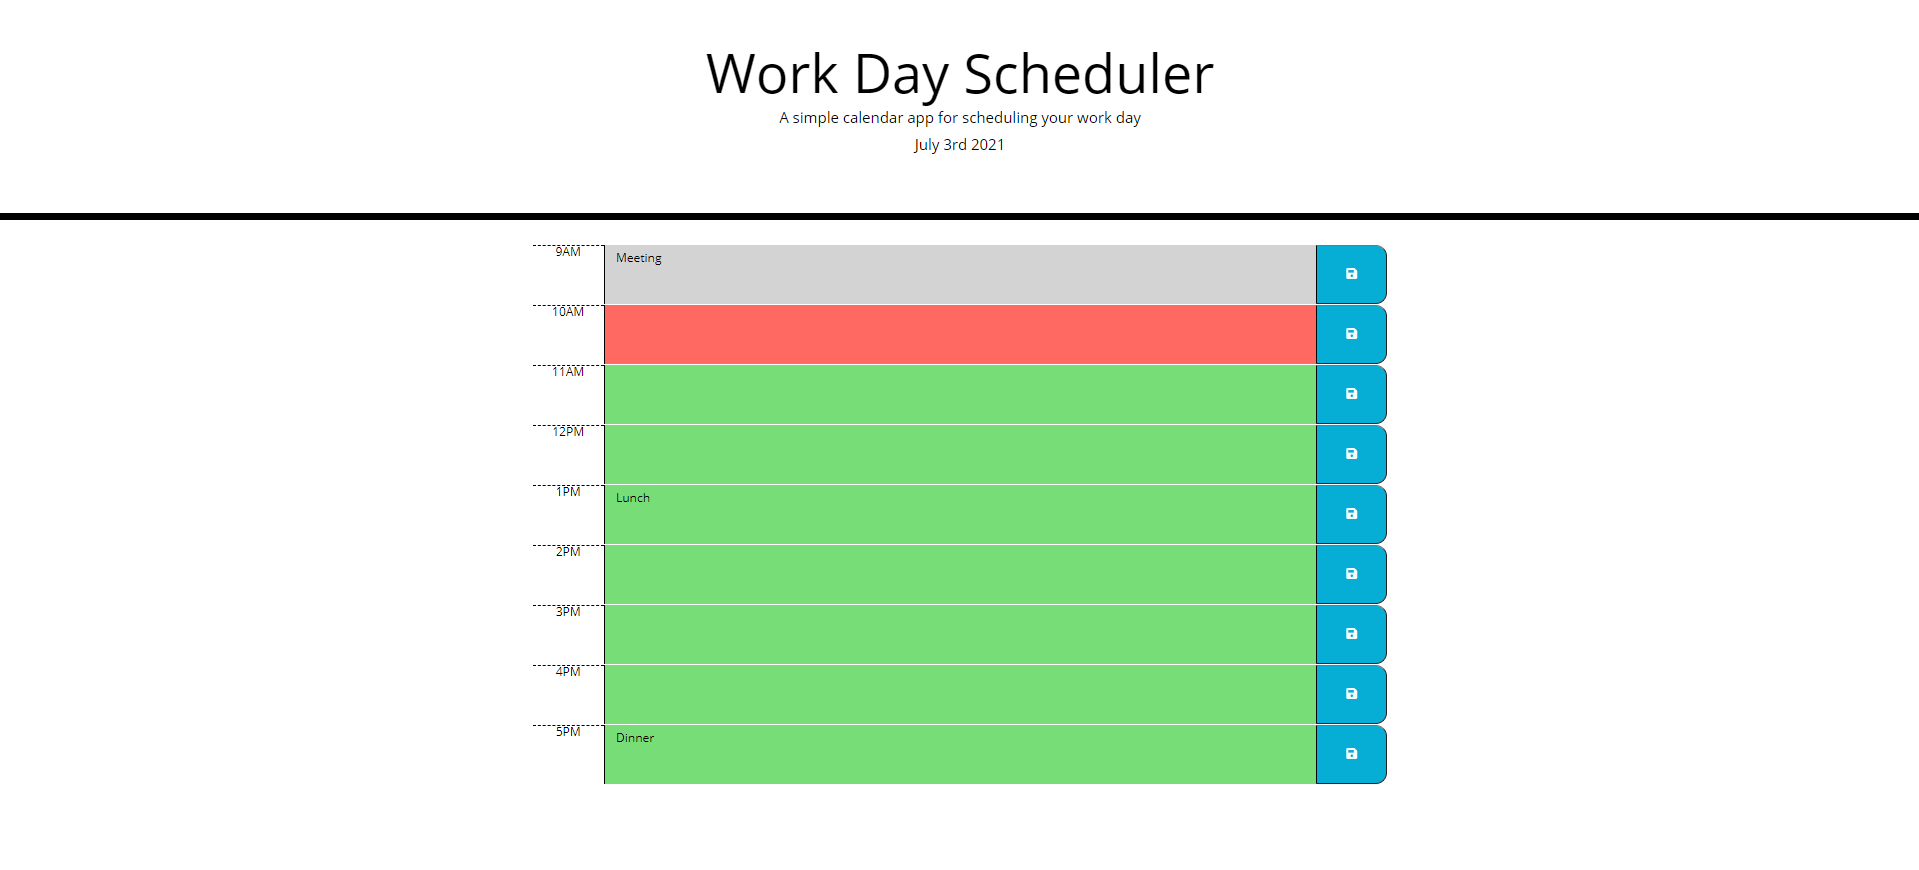 Work Day Scheduler
A simple calendar app for scheduling your work day
July 3rd 2021
9AM
Meeting
10AM
11AM
12PM
1PM
Lunch
2PM
3PM
4PM
5PM
Dinner